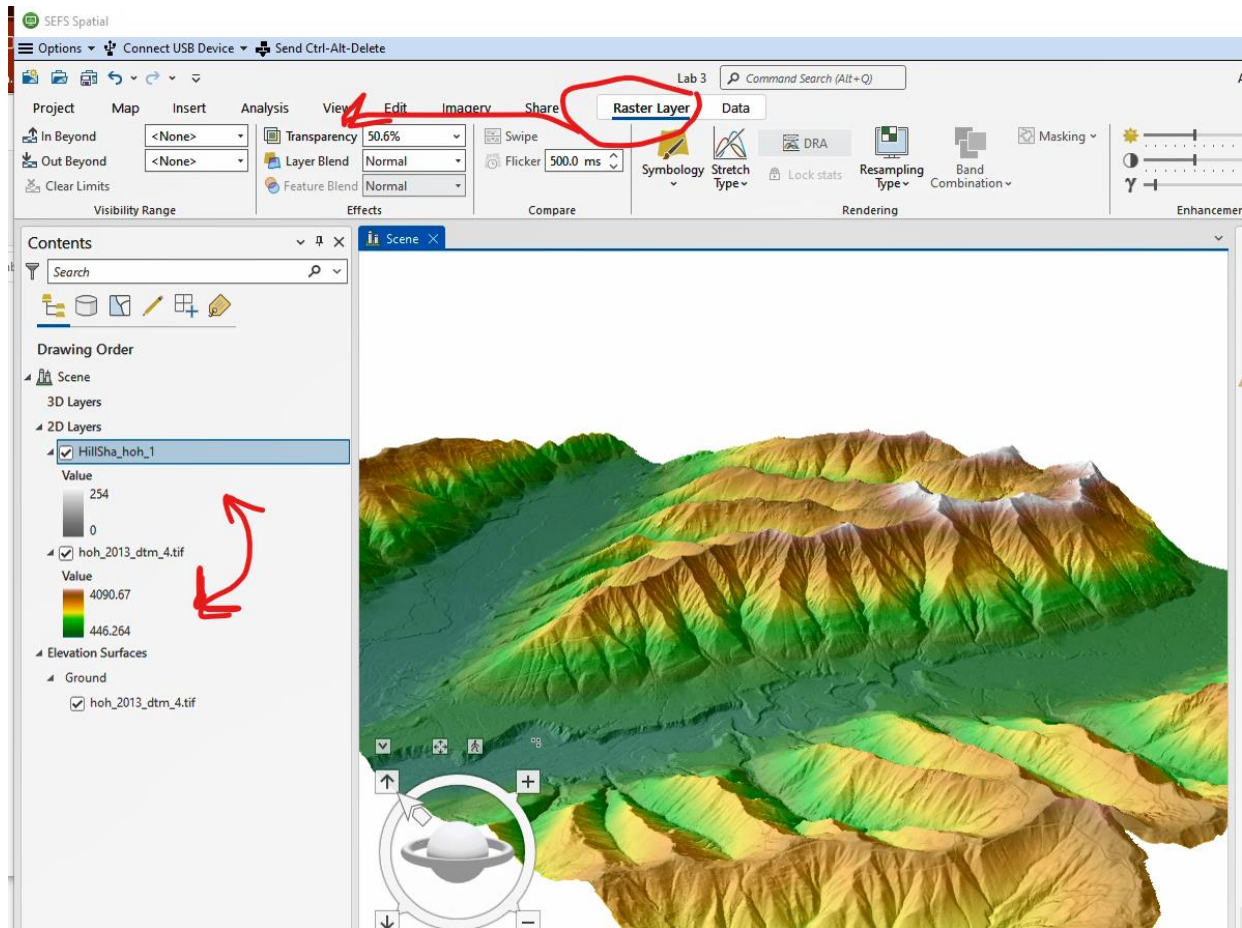 SEFS Spatial
Options Connect USB Device Send Ctrl-Alt-Delete
Lab 3 Command Search (Alt+Q)
Project Map Insert Analysis View Edit Imagery Share Raster Layer Data
In Beyond <None> Transparency 50.6% Swipe DRA Masking
Out Beyond <None> Layer Blend Normal Flicker 500.0 ms Symbology Stretch Type Lock stats Resampling Type Band Combination
Clear Limits Feature Blend Normal
Visibility Range Effects Compare Rendering
Contents
Scene
Search
Drawing Order
Scene
3D Layers
2D Layers
HillSha_hoh_1
Value
254
0
hoh_2013_dtm_4.tif
Value
4090.67
446.264
Elevation Surfaces
Ground
hoh_2013_dtm_4.tif